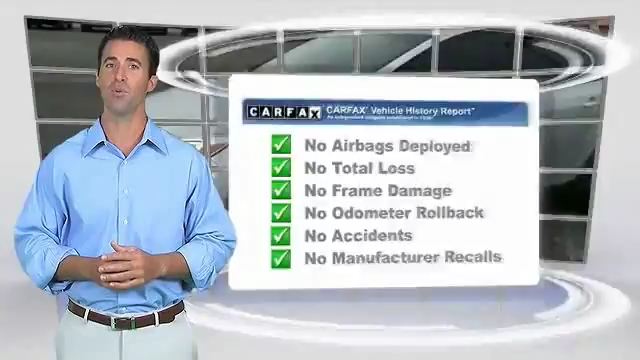 CARFAX CARFAX Vehicle History Report™
No Airbags Deployed
No Total Loss
No Frame Damage
No Odometer Rollback
No Accidents
No Manufacturer Recalls